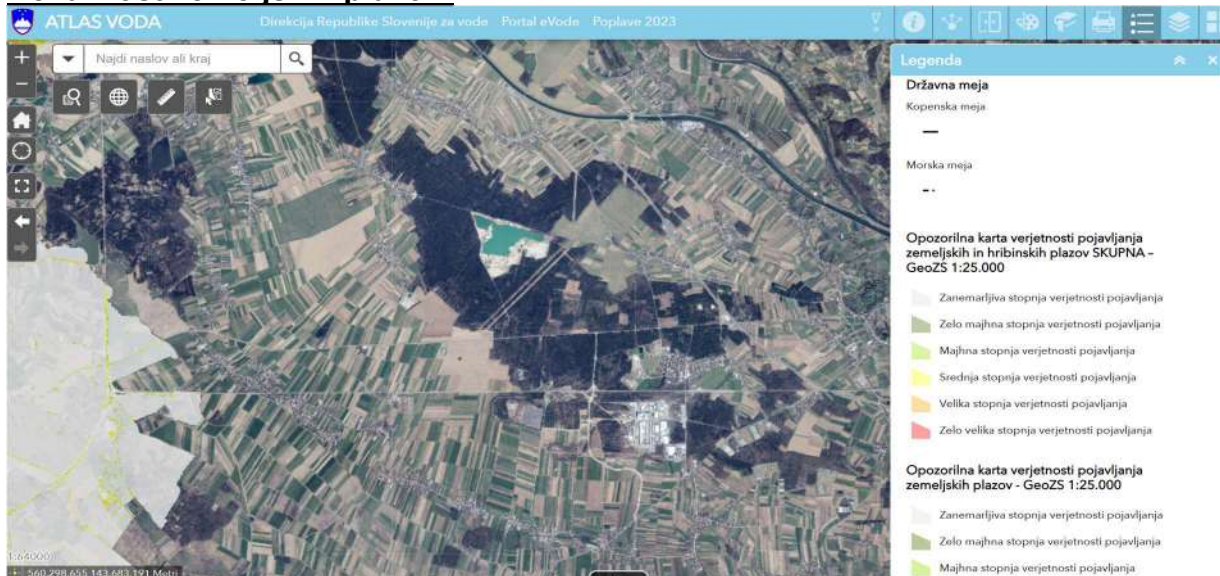 ATLAS VODA
Direkcija Republike Slovenije za vode Portal eVode Poplave 2023
Najdi naslov ali kraj
Legenda
Državna meja
Kopenska meja
Morska meja
Opozorilna karta verjetnosti pojavljanja
zemeljskih in hribinskih plazov SKUPNA –
GeoZS 1:25.000
Zanemarljiva stopnja verjetnosti pojavljanja
Zelo majhna stopnja verjetnosti pojavljanja
Majhna stopnja verjetnosti pojavljanja
Srednja stopnja verjetnosti pojavljanja
Velika stopnja verjetnosti pojavljanja
Zelo velika stopnja verjetnosti pojavljanja
Opozorilna karta verjetnosti pojavljanja
zemeljskih plazov - GeoZS 1:25.000
Zanemarljiva stopnja verjetnosti pojavljanja
Zelo majhna stopnja verjetnosti pojavljanja
Majhna stopnja verjetnosti pojavljanja
1:64000
560.298,655 143.683,191 Metri